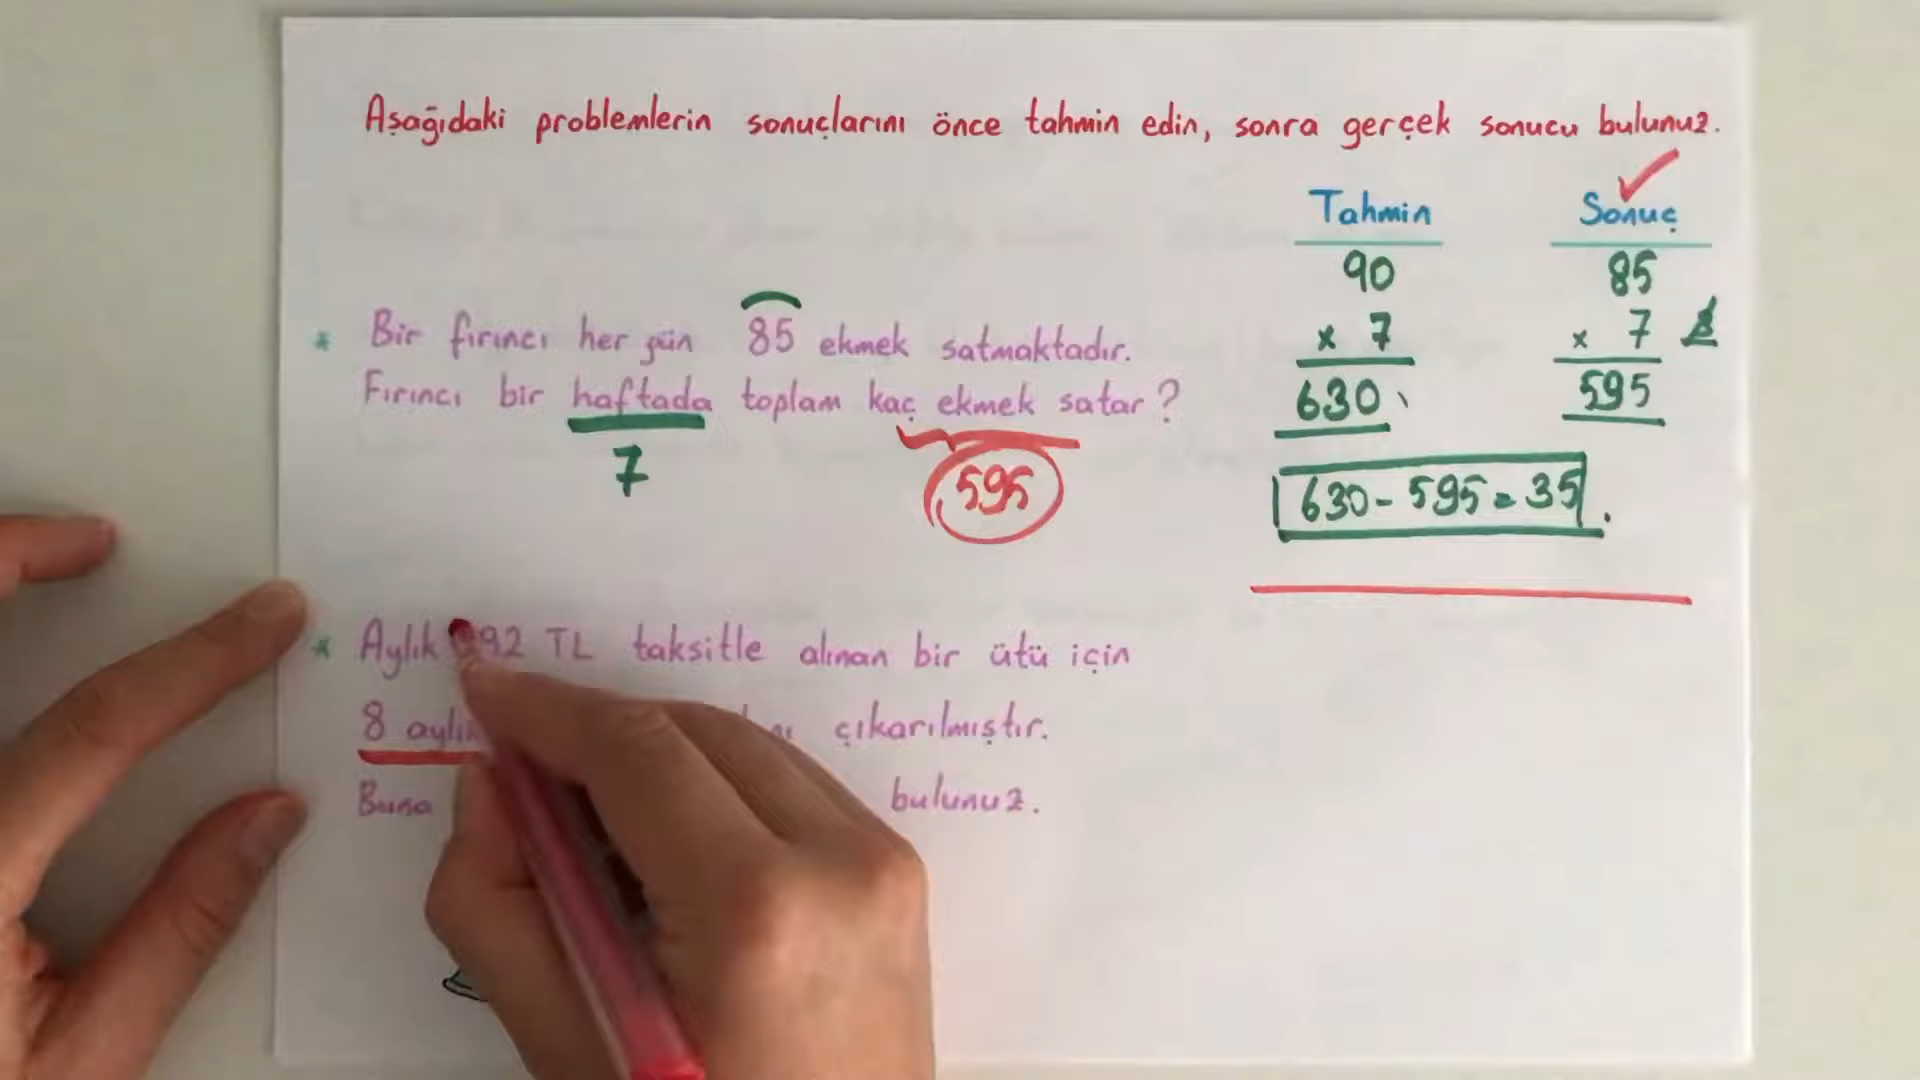 Aşağıdaki problemlerin sonuçlarını önce tahmin edin, sonra gerçek sonucu bulunuz.
* Bir fırıncı her gün 85 ekmek satmaktadır.
Fırıncı bir haftada toplam kaç ekmek satar?
7
595
Tahmin
90
x 7
630
Sonuç
85
x 7
595
630 - 595 = 35
* Aylık 92 TL taksitle alınan bir ütü için
8 çıkarılmıştır.
Buna bulunuz.